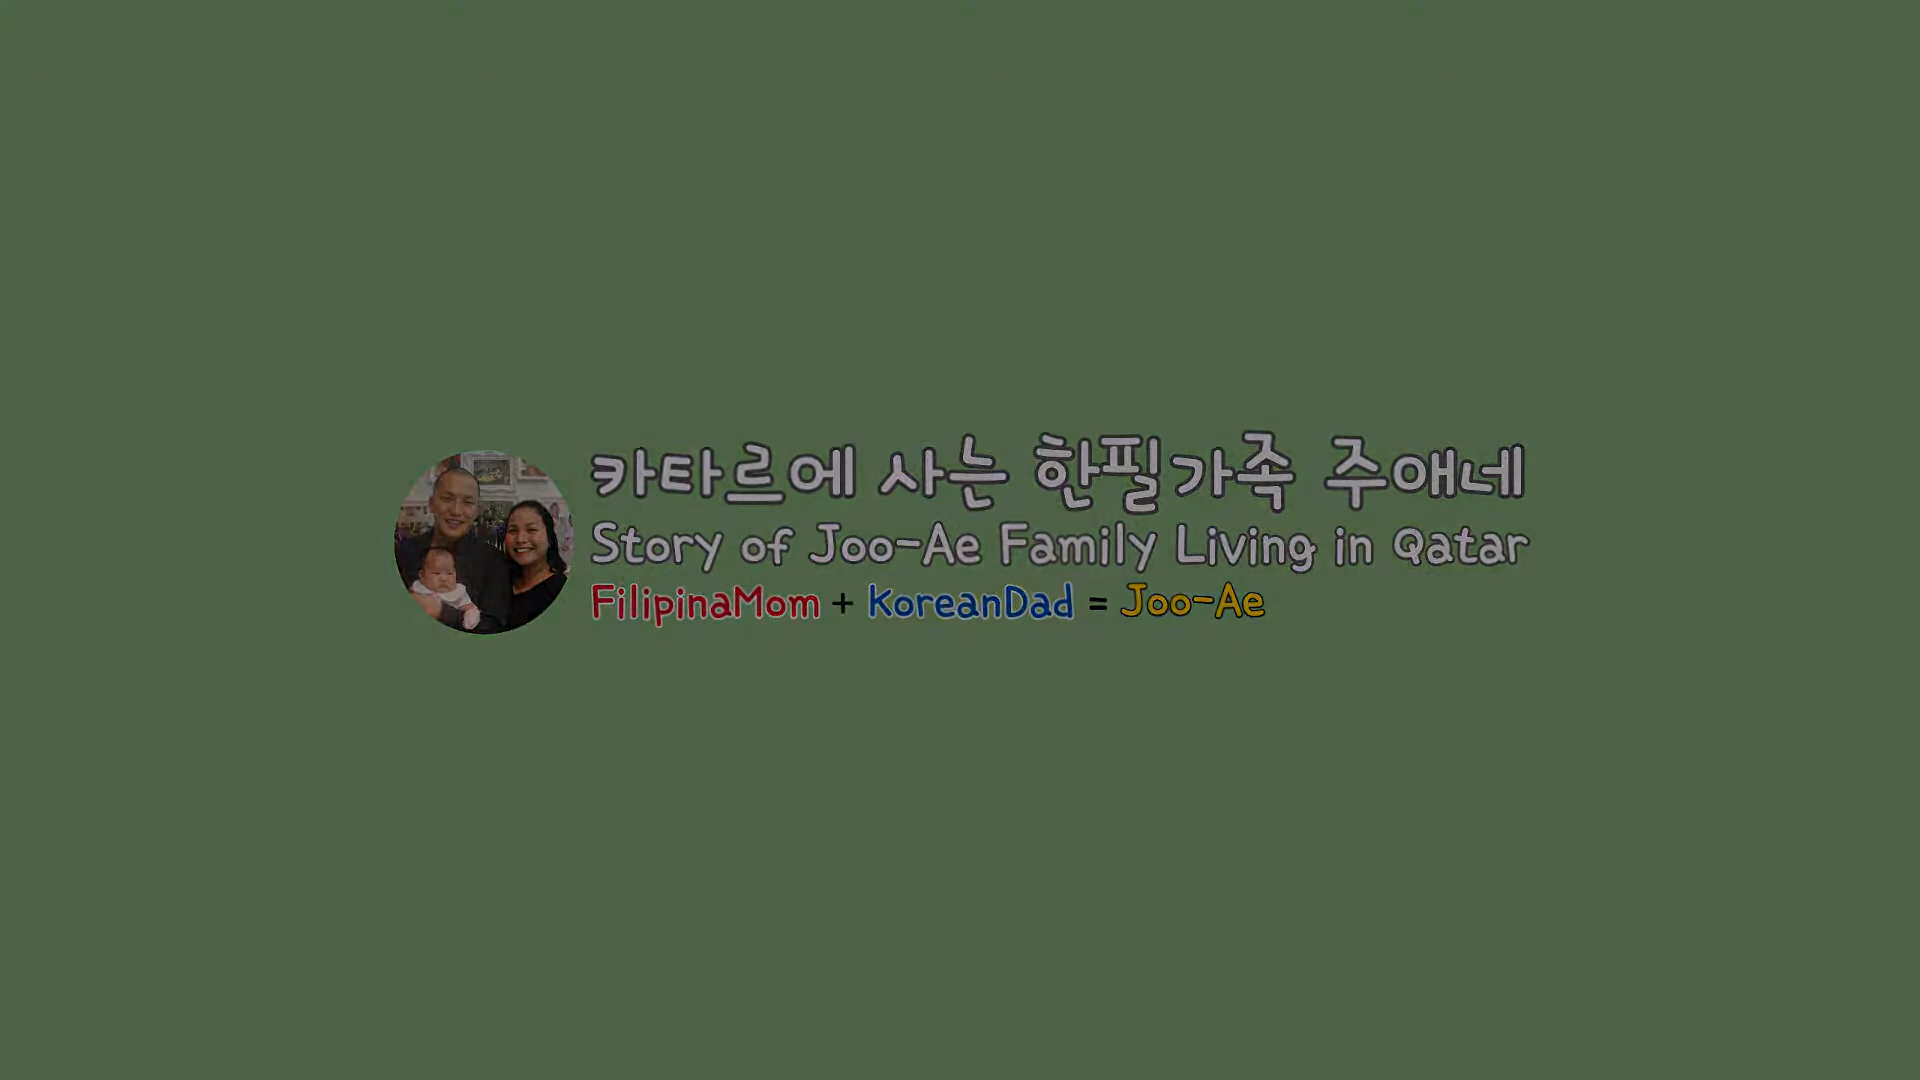 카타르에 사는 한필가족 주애네
Story of Joo-Ae Family Living in Qatar
FilipinaMom + KoreanDad = Joo-Ae